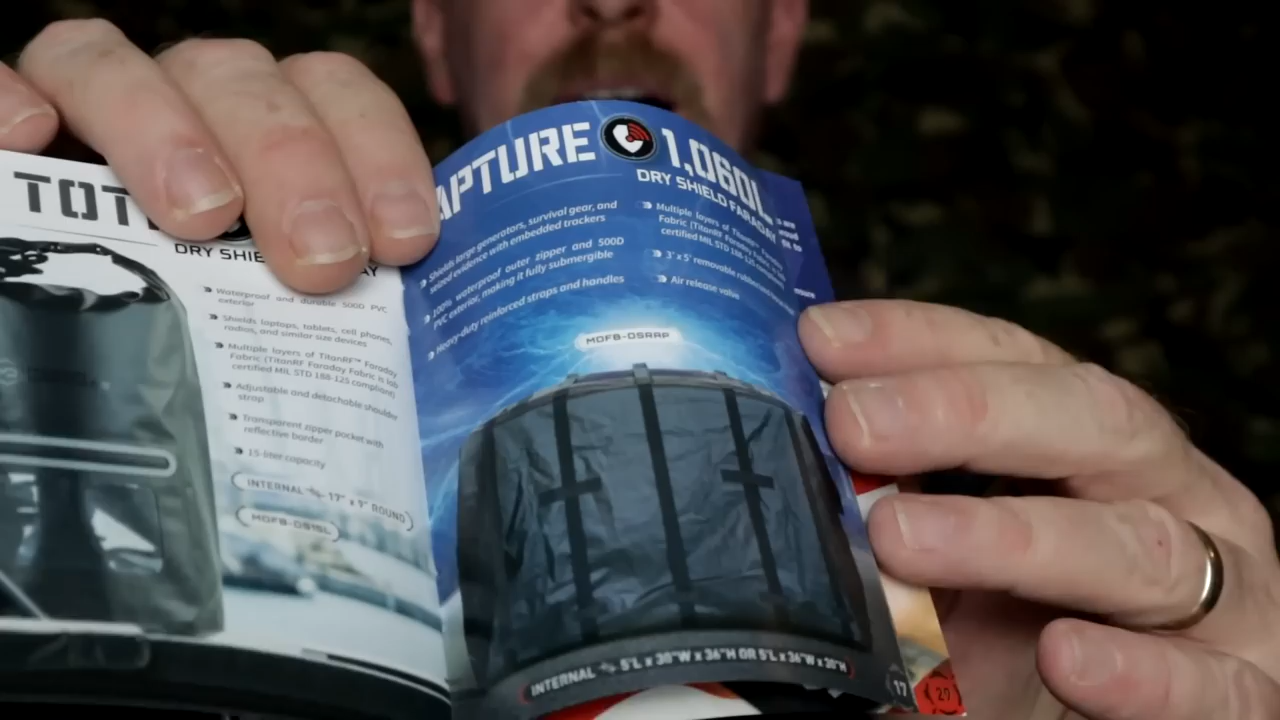 TOT
DRY SHIE
AY
Waterproof and durable 500D PVC
exterior
Shields laptops, tablets, cell phones,
radios, and similar size devices
Multiple layers of TitanRF™ Faraday
Fabric (TitanRF Faraday Fabric is lab
certified MIL STD 188-125 compliant)
Adjustable and detachable shoulder
strap
Transparent zipper pocket with
reflective border
15-liter capacity
INTERNAL 17" x 9" ROUND
MDFB-DS15L
APTURE 1,060L
DRY SHIELD FARADAY
Shields large generators, survival gear, and
seized evidence with embedded trackers
100% waterproof outer zipper and 500D
PVC exterior, making it fully submergible
Heavy-duty reinforced straps and handles
Multiple layers of TitanRF™ Faraday
Fabric (TitanRF Faraday Fabric is lab
certified MIL STD 188-125 compliant)
3' x 5' removable rubber
Air release valve
MDFB-DSRAP
INTERNAL 5'L x 30"W x 36"H OR 5'L x 36"W x 30"H
17